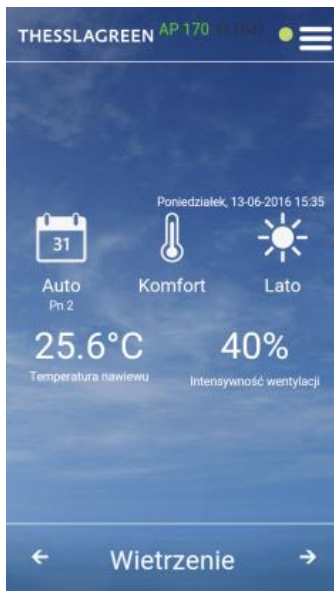 THESSLAGREEN AP 170
Poniedziałek, 13-06-2016 15:35
31
Auto Komfort Lato
Pn 2
25.6°C 40%
Temperatura nawiewu Intensywność wentylacji
← Wietrzenie →